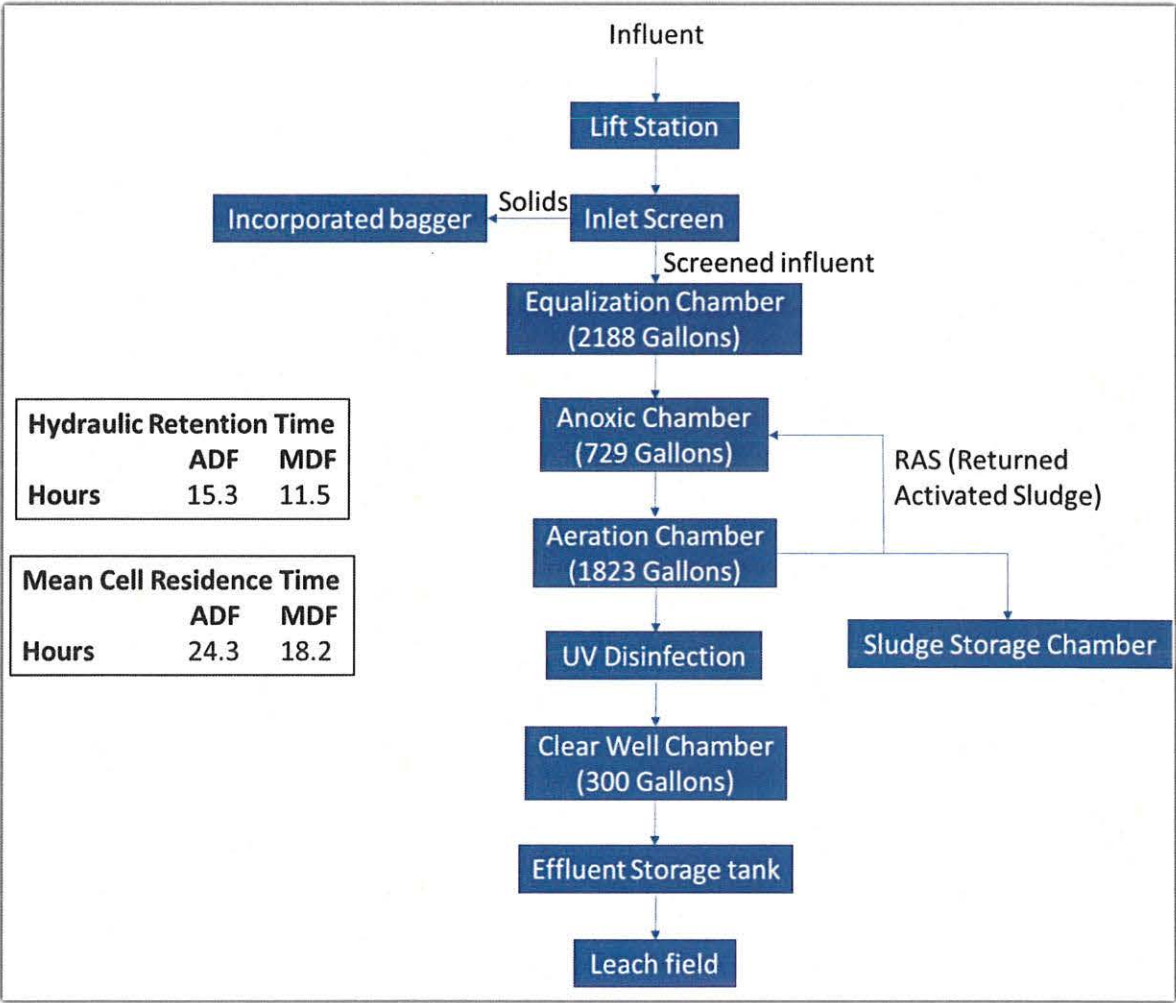 Influent
Lift Station
Solids
Incorporated bagger
Inlet Screen
Screened influent
Equalization Chamber
(2188 Gallons)
Hydraulic Retention Time
ADF MDF
Hours 15.3 11.5
Anoxic Chamber
(729 Gallons)
RAS (Returned
Activated Sludge)
Mean Cell Residence Time
ADF MDF
Hours 24.3 18.2
Aeration Chamber
(1823 Gallons)
UV Disinfection
Sludge Storage Chamber
Clear Well Chamber
(300 Gallons)
Effluent Storage tank
Leach field